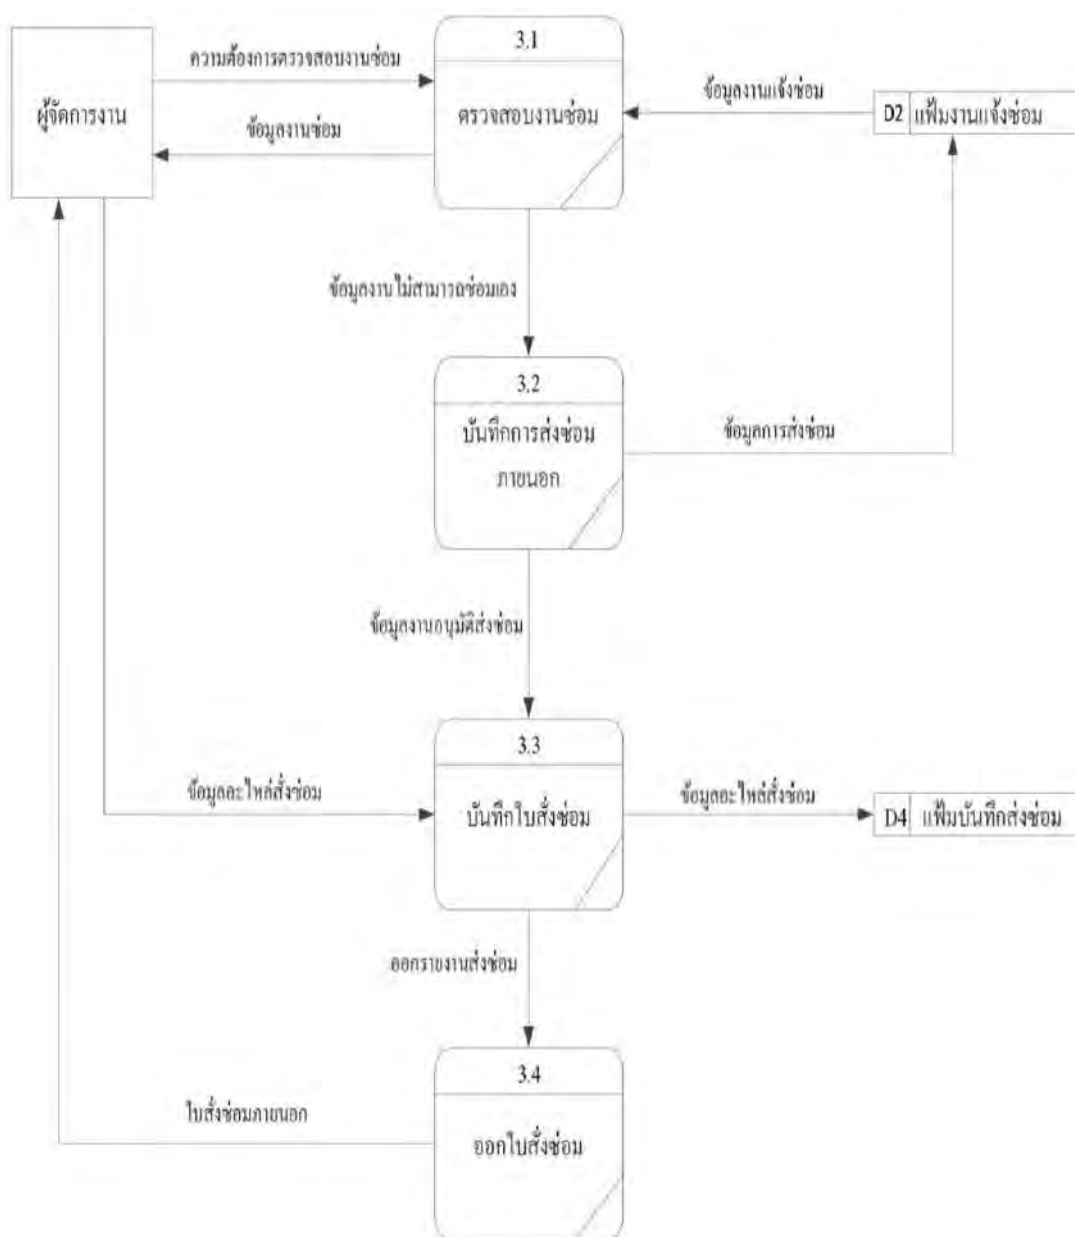 3.1
ความต้องการตรวจสอบงานซ่อม
ผู้จัดการงาน
ตรวจสอบงานซ่อม
ข้อมูลงานแจ้งซ่อม
D2 แฟ้มงานแจ้งซ่อม
ข้อมูลงานซ่อม
ข้อมูลงานไม่สามารถซ่อมเอง
3.2
บันทึกการส่งซ่อม
ภายนอก
ข้อมูลการส่งซ่อม
ข้อมูลงานอนุมัติส่งซ่อม
3.3
ข้อมูลอะไหล่สั่งซ่อม
บันทึกใบสั่งซ่อม
ข้อมูลอะไหล่สั่งซ่อม
D4 แฟ้มบันทึกส่งซ่อม
ออกรายงานส่งซ่อม
3.4
ใบสั่งซ่อมภายนอก
ออกใบสั่งซ่อม